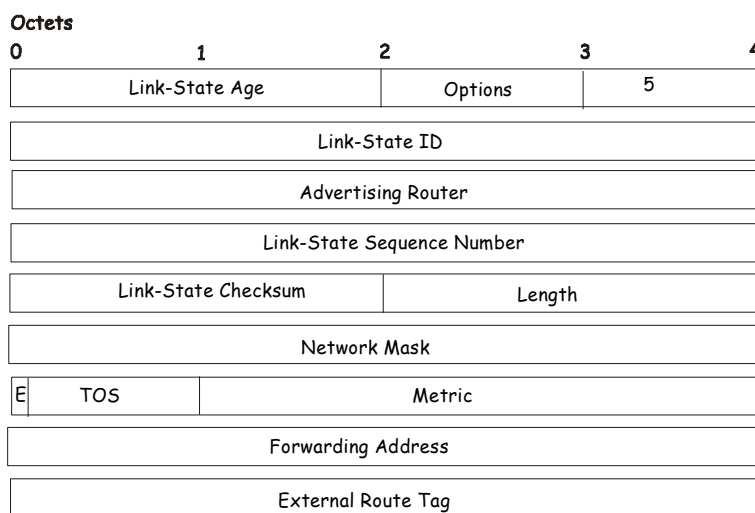 Octets
0 1 2 3 4
Link-State Age Options 5
Link-State ID
Advertising Router
Link-State Sequence Number
Link-State Checksum Length
Network Mask
E TOS Metric
Forwarding Address
External Route Tag